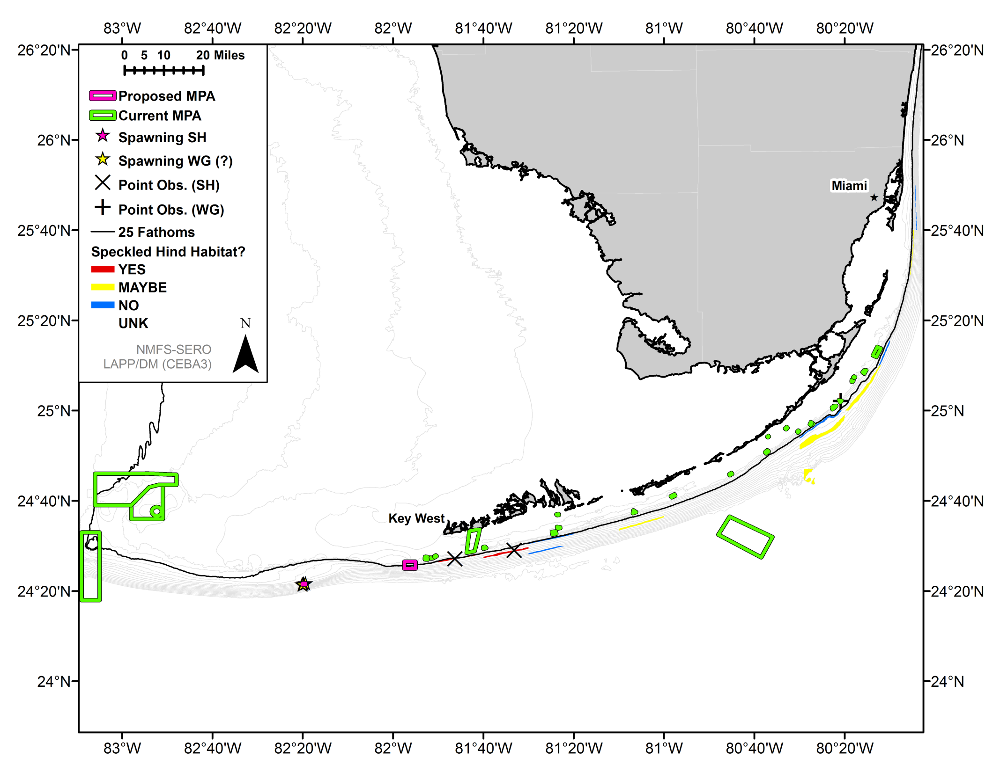 83°W 82°40'W 82°20'W 82°W 81°40'W 81°20'W 81°W 80°40'W 80°20'W
26°20'N 26°20'N
0 5 10 20 Miles
Proposed MPA
Current MPA
Spawning SH
26°N 26°N
Spawning WG (?)
Point Obs. (SH)
Miami
Point Obs. (WG)
25°40'N 25°40'N
25 Fathoms
Speckled Hind Habitat?
YES
MAYBE
NO
25°20'N 25°20'N
UNK
N
NMFS-SERO
LAPP/DM (CEBA3)
25°N 25°N
24°40'N 24°40'N
Key West
24°20'N 24°20'N
24°N 24°N
83°W 82°40'W 82°20'W 82°W 81°40'W 81°20'W 81°W 80°40'W 80°20'W